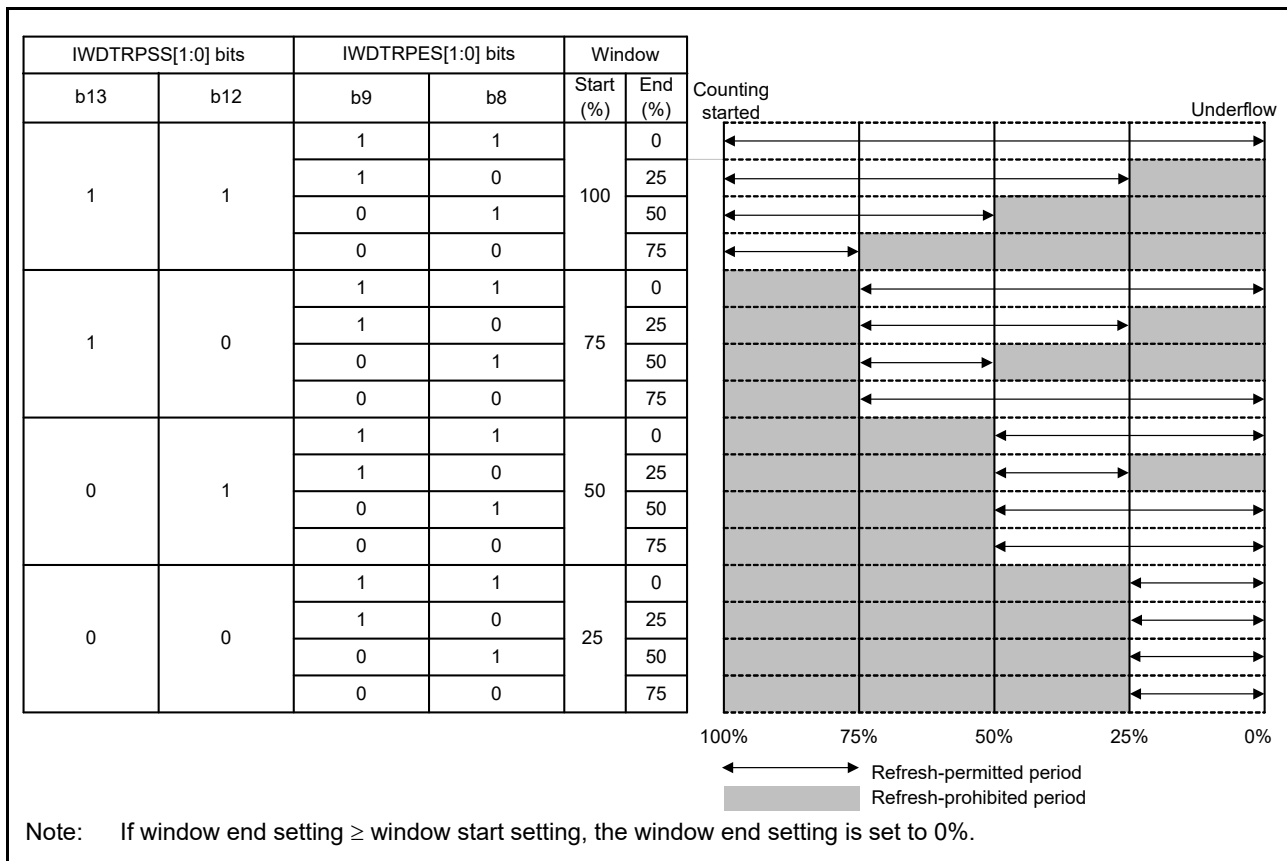 IWDTRPSS[1:0] bits IWDTRPES[1:0] bits Window
b13 b12 b9 b8 Start (%) End (%)
Counting started Underflow
1 1 1 1 100 0
1 0 25
0 1 50
0 0 75
1 0 1 1 75 0
1 0 25
0 1 50
0 0 75
0 1 1 1 50 0
1 0 25
0 1 50
0 0 75
0 0 1 1 25 0
1 0 25
0 1 50
0 0 75
100% 75% 50% 25% 0%
Refresh-permitted period
Refresh-prohibited period
Note: If window end setting ≥ window start setting, the window end setting is set to 0%.